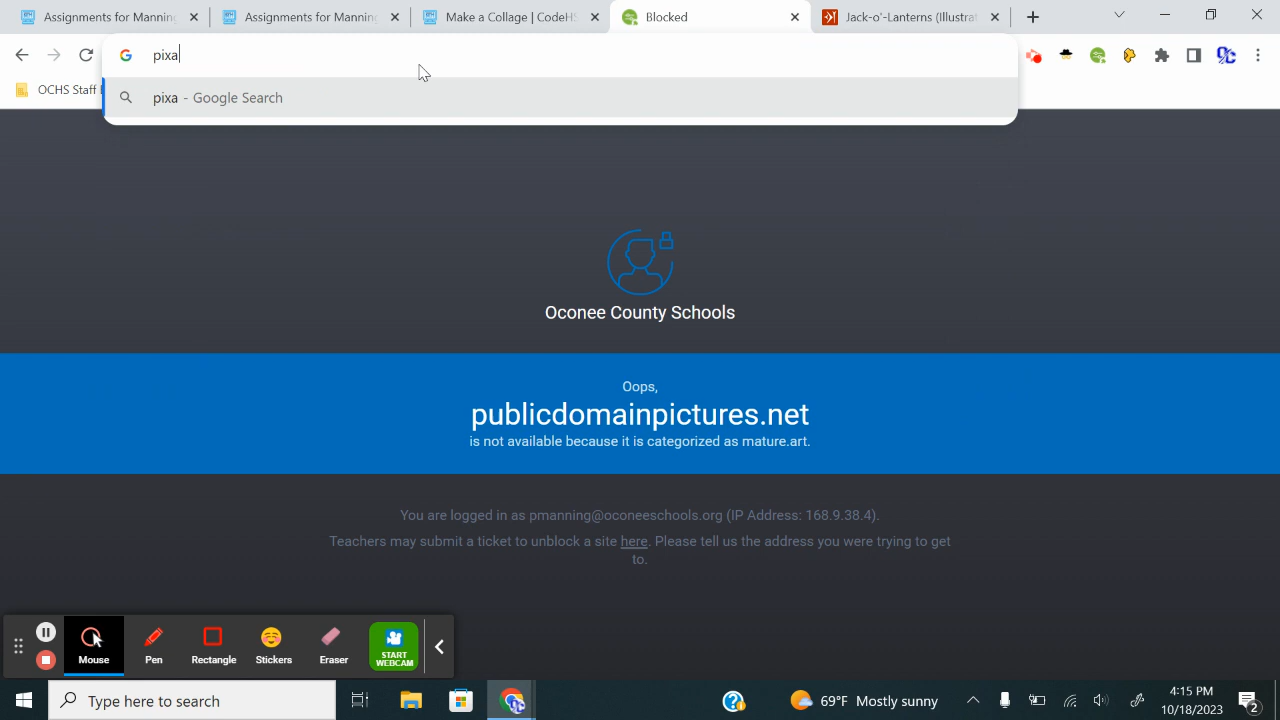 Assignments for Manning
Assignments for Manning
Make a Collage | CodeHS
Blocked
Jack-o'-Lanterns (Illustrat
pixa
OCHS Staff
pixa - Google Search
Oconee County Schools
Oops,
publicdomainpictures.net
is not available because it is categorized as mature.art.
You are logged in as pmanning@oconeeschools.org (IP Address: 168.9.38.4).
Teachers may submit a ticket to unblock a site here. Please tell us the address you were trying to get
to.
Mouse
Pen
Rectangle
Stickers
Eraser
START
WEBCAM
Type here to search
69°F Mostly sunny
4:15 PM
10/18/2023
2